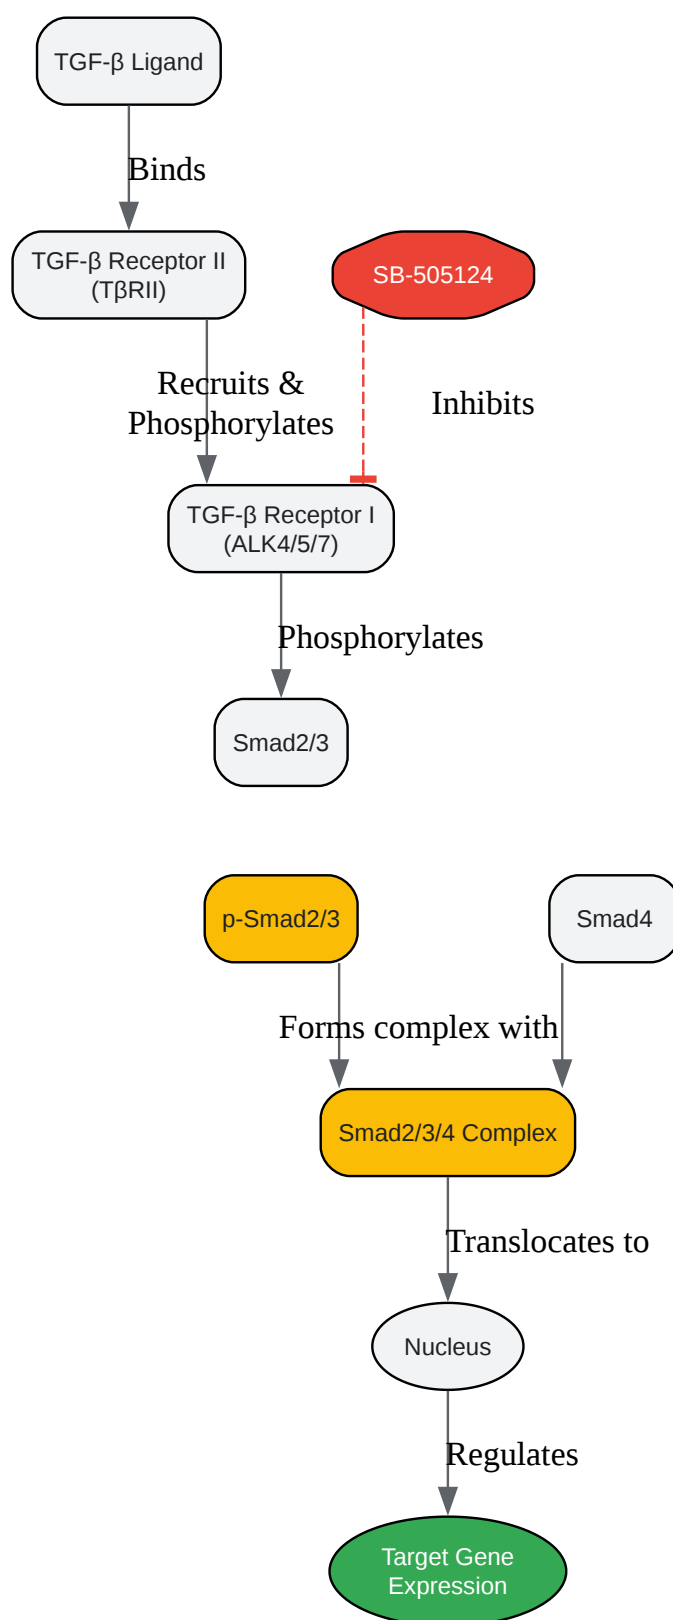 TGF-β Ligand
Binds
TGF-β Receptor II
(TβRII)
SB-505124
Recruits &
Phosphorylates
Inhibits
TGF-β Receptor I
(ALK4/5/7)
Phosphorylates
Smad2/3
p-Smad2/3
Smad4
Forms complex with
Smad2/3/4 Complex
Translocates to
Nucleus
Regulates
Target Gene
Expression